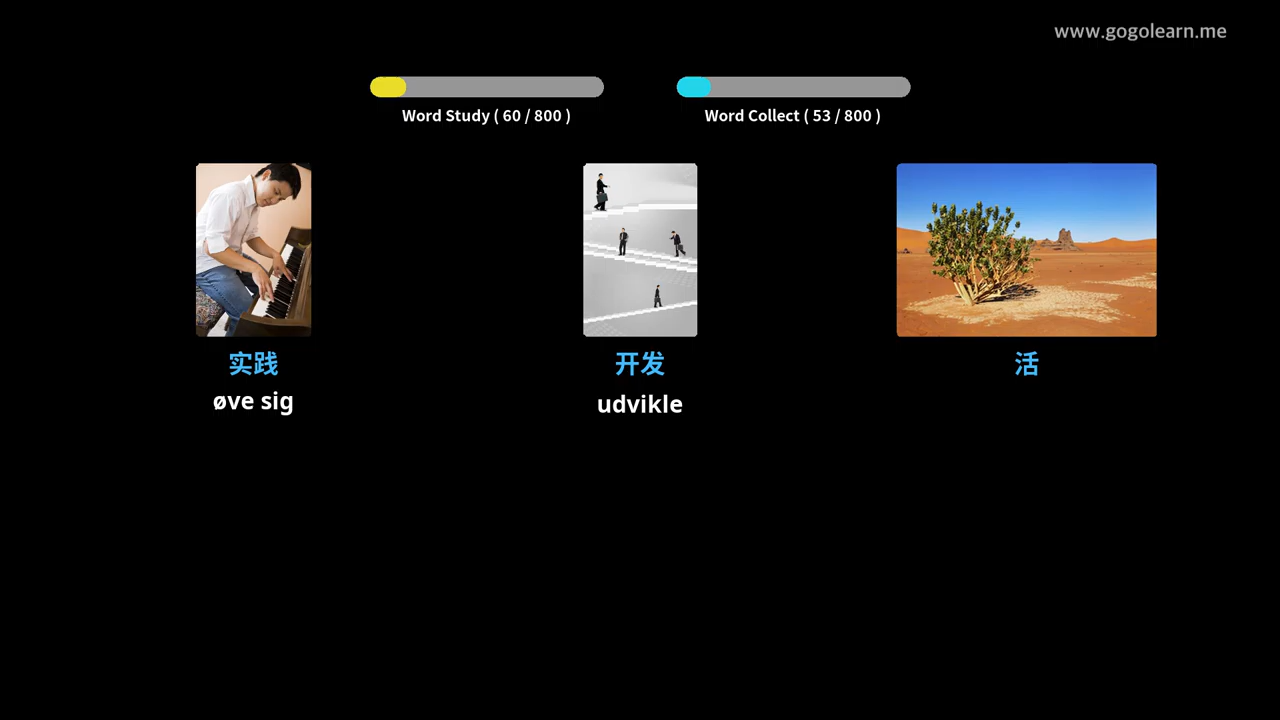 www.gogolearn.me
Word Study ( 60 / 800 )
Word Collect ( 53 / 800 )
实践
开发
活
øve sig
udvikle